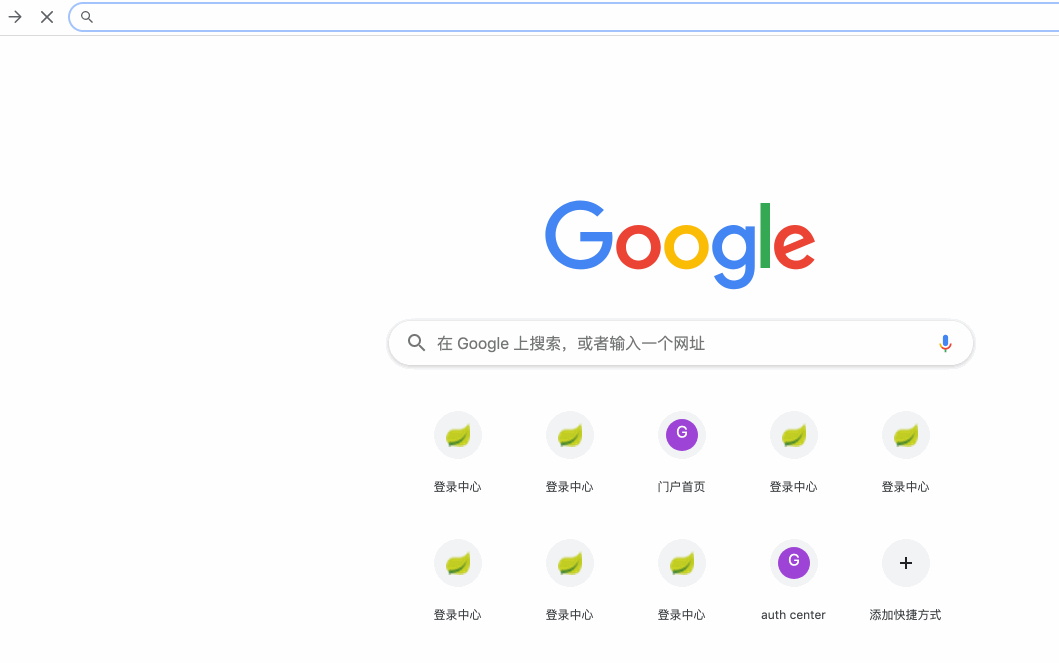 Google
在 Google 上搜索，或者输入一个网址
G
登录中心 登录中心 门户首页 登录中心 登录中心
G
登录中心 登录中心 登录中心 auth center 添加快捷方式